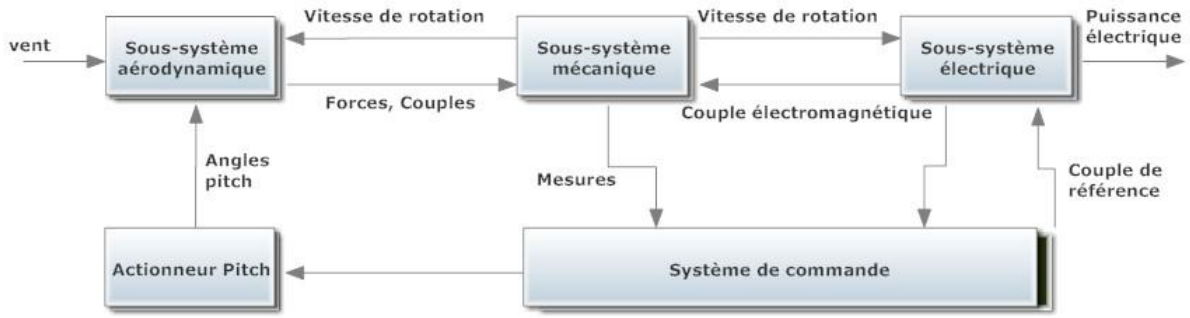 Vitesse de rotation
Vitesse de rotation
Puissance
électrique
vent
Sous-système
aérodynamique
Sous-système
mécanique
Sous-système
électrique
Forces, Couples
Couple électromagnétique
Angles
pitch
Mesures
Couple de
référence
Actionneur Pitch
Système de commande